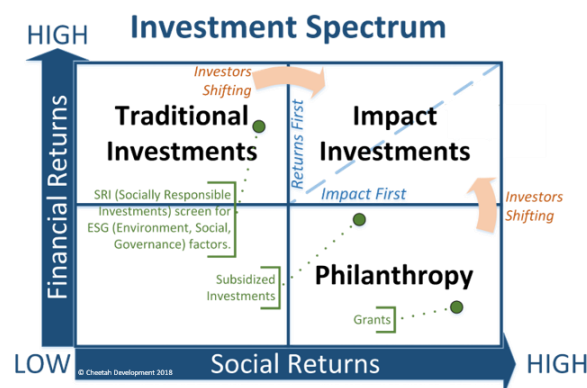 Investment Spectrum
HIGH
Financial Returns
Investors
Shifting
Traditional
Investments
Returns First
Impact
Investments
SRI (Socially Responsible
Investments) screen for
ESG (Environment, Social,
Governance) factors.
Impact First
Investors
Shifting
Subsidized
Investments
Philanthropy
Grants
LOW
© Cheetah Development 2018
Social Returns
HIGH